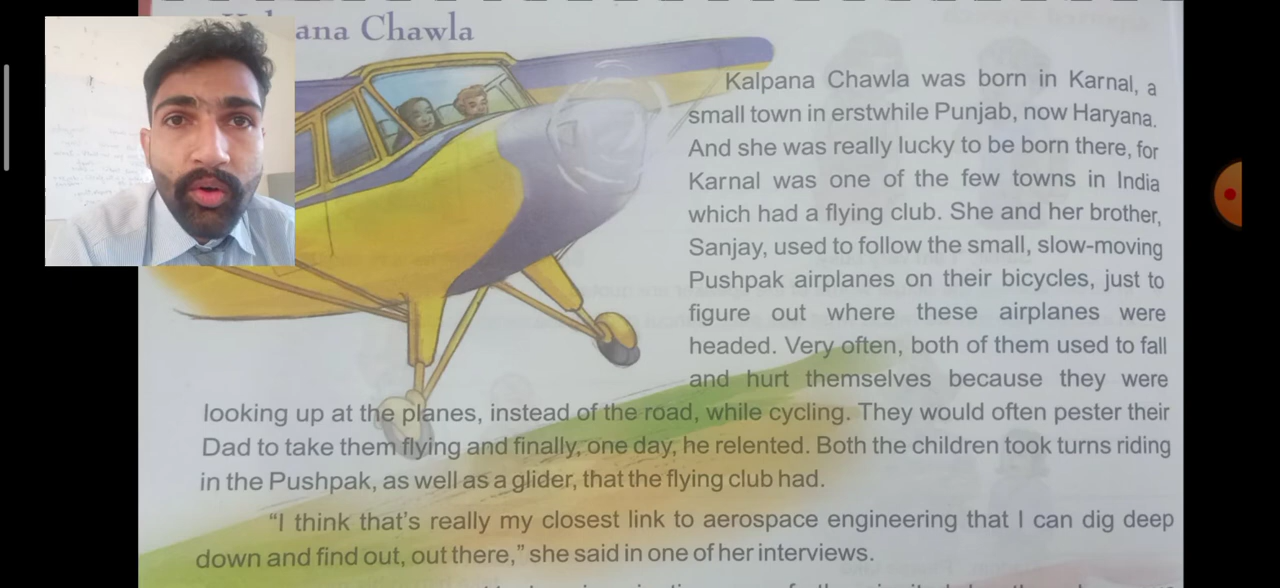 ana Chawla
Kalpana Chawla was born in Karnal, a
small town in erstwhile Punjab, now Haryana.
And she was really lucky to be born there, for
Karnal was one of the few towns in India
which had a flying club. She and her brother,
Sanjay, used to follow the small, slow-moving
Pushpak airplanes on their bicycles, just to
figure out where these airplanes were
headed. Very often, both of them used to fall
and hurt themselves because they were
looking up at the planes, instead of the road, while cycling. They would often pester their
Dad to take them flying and finally, one day, he relented. Both the children took turns riding
in the Pushpak, as well as a glider, that the flying club had.
“I think that’s really my closest link to aerospace engineering that I can dig deep
down and find out, out there,” she said in one of her interviews.